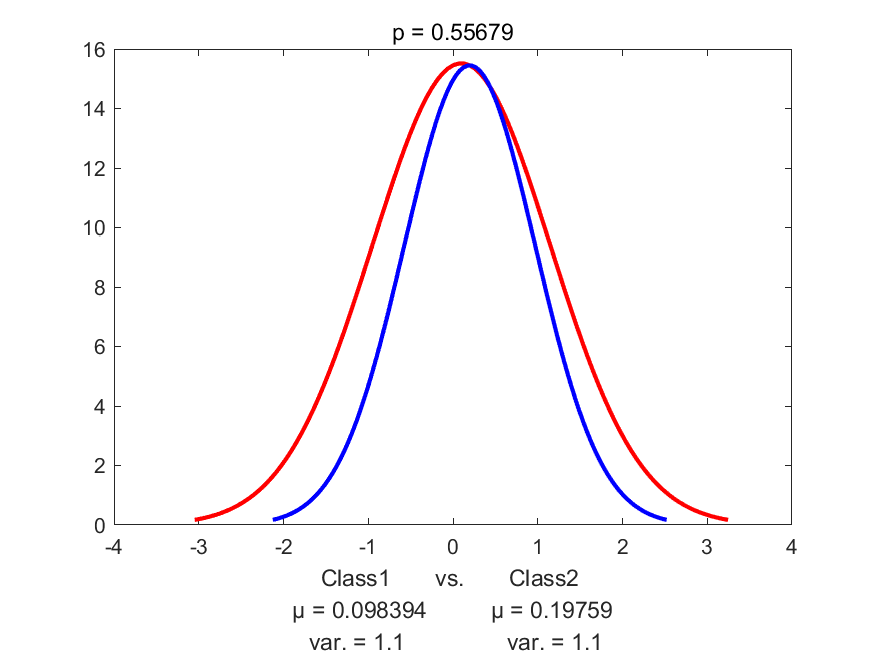 p = 0.55679
16
14
12
10
8
6
4
2
0
-4 -3 -2 -1 0 1 2 3 4
Class1 vs. Class2
μ = 0.098394 μ = 0.19759
var. = 1.1 var. = 1.1